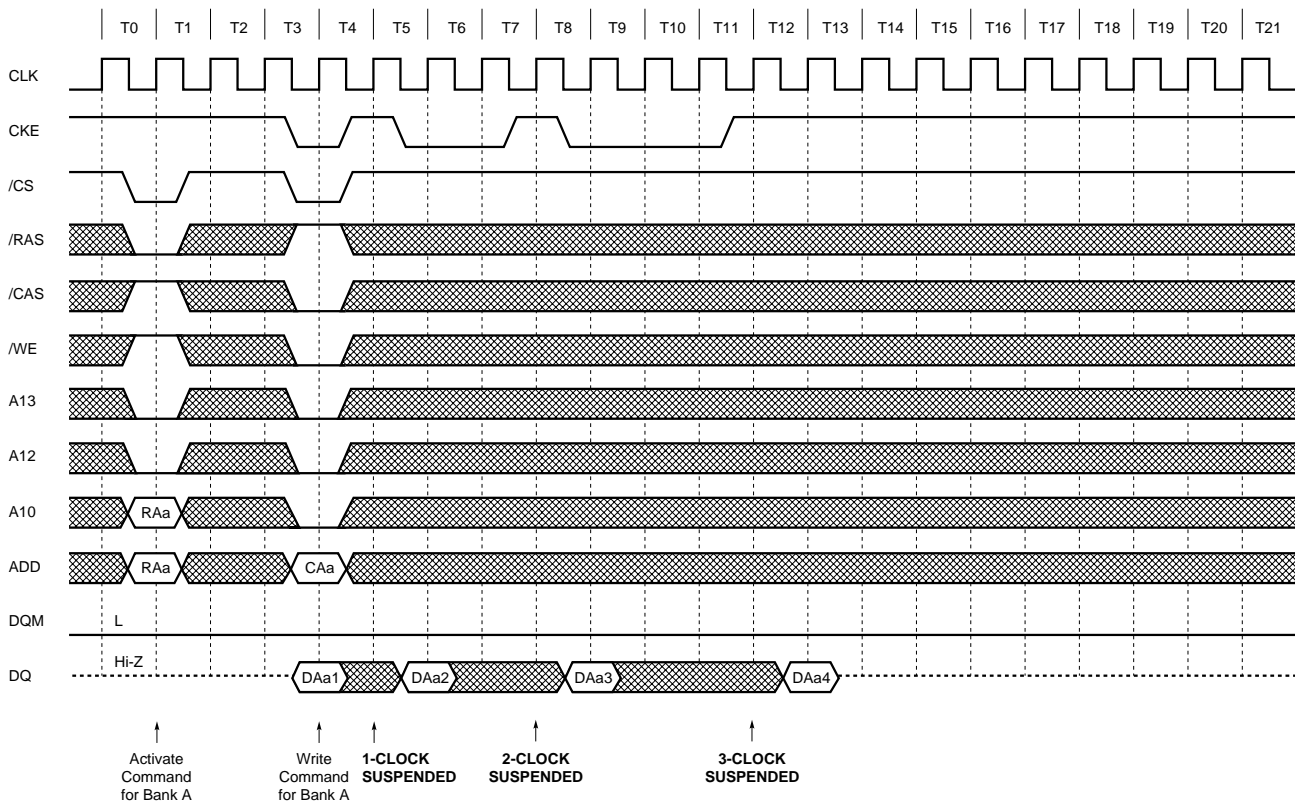 T0 T1 T2 T3 T4 T5 T6 T7 T8 T9 T10 T11 T12 T13 T14 T15 T16 T17 T18 T19 T20 T21
CLK
CKE
/CS
/RAS
/CAS
/WE
A13
A12
A10 RAa
ADD RAa CAa
DQM L
Hi-Z
DQ DAa1 DAa2 DAa3 DAa4
Activate
Command
for Bank A
Write
Command
for Bank A
1-CLOCK
SUSPENDED
2-CLOCK
SUSPENDED
3-CLOCK
SUSPENDED